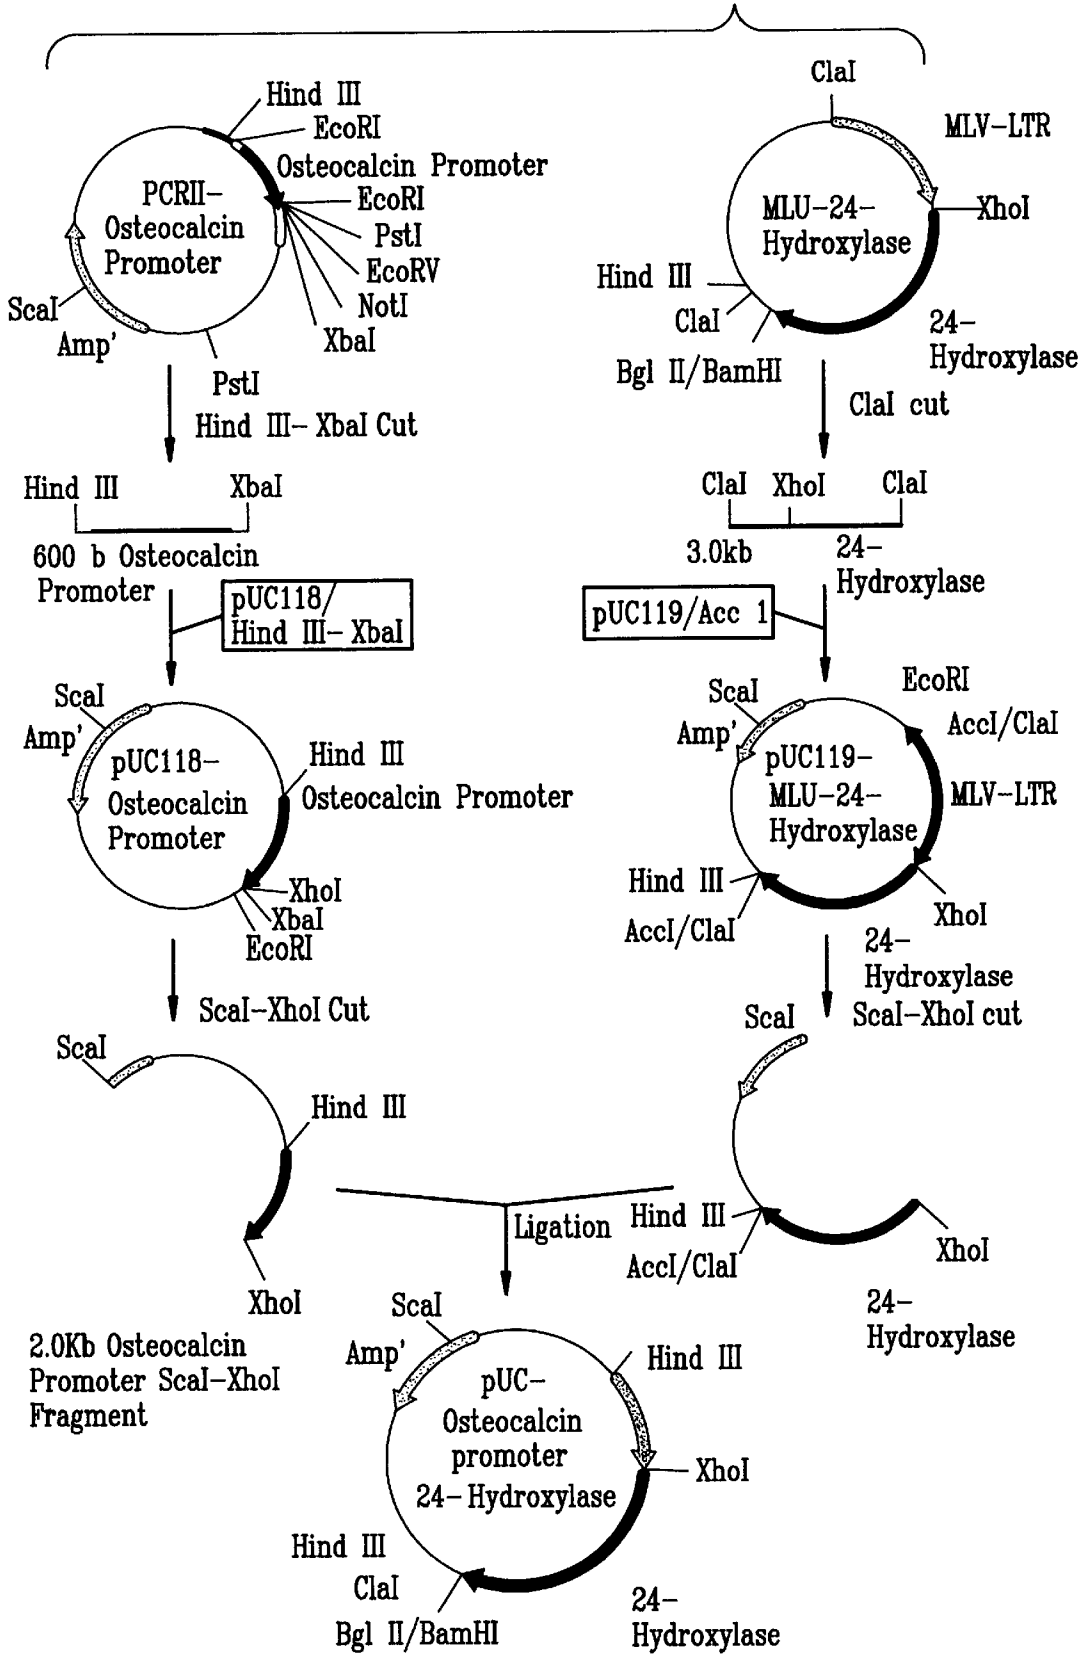 Hind III
EcoRI
Osteocalcin Promoter
EcoRI
PstI
EcoRV
NotI
XbaI
PCRII-
Osteocalcin
Promoter
ScaI
Amp'
PstI
Hind III-XbaI Cut
Hind III
XbaI
600 b Osteocalcin
Promoter
pUC118/
Hind III-XbaI
ScaI
Amp'
pUC118-
Osteocalcin
Promoter
Hind III
Osteocalcin Promoter
XhoI
XbaI
EcoRI
ScaI-XhoI Cut
ScaI
Hind III
XhoI
2.0Kb Osteocalcin
Promoter ScaI-XhoI
Fragment
ClaI
MLV-LTR
MLU-24-
Hydroxylase
XhoI
Hind III
ClaI
Bgl II/BamHI
24-
Hydroxylase
ClaI cut
ClaI XhoI ClaI
3.0kb
24-
Hydroxylase
pUC119/Acc 1
ScaI
Amp'
EcoRI
AccI/ClaI
pUC119-
MLU-24-
Hydroxylase
MLV-LTR
Hind III
AccI/ClaI
XhoI
24-
Hydroxylase
ScaI-XhoI cut
ScaI
Hind III
AccI/ClaI
XhoI
24-
Hydroxylase
Ligation
ScaI
Amp'
Hind III
pUC-
Osteocalcin
promoter
24-Hydroxylase
XhoI
Hind III
ClaI
Bgl II/BamHI
24-
Hydroxylase